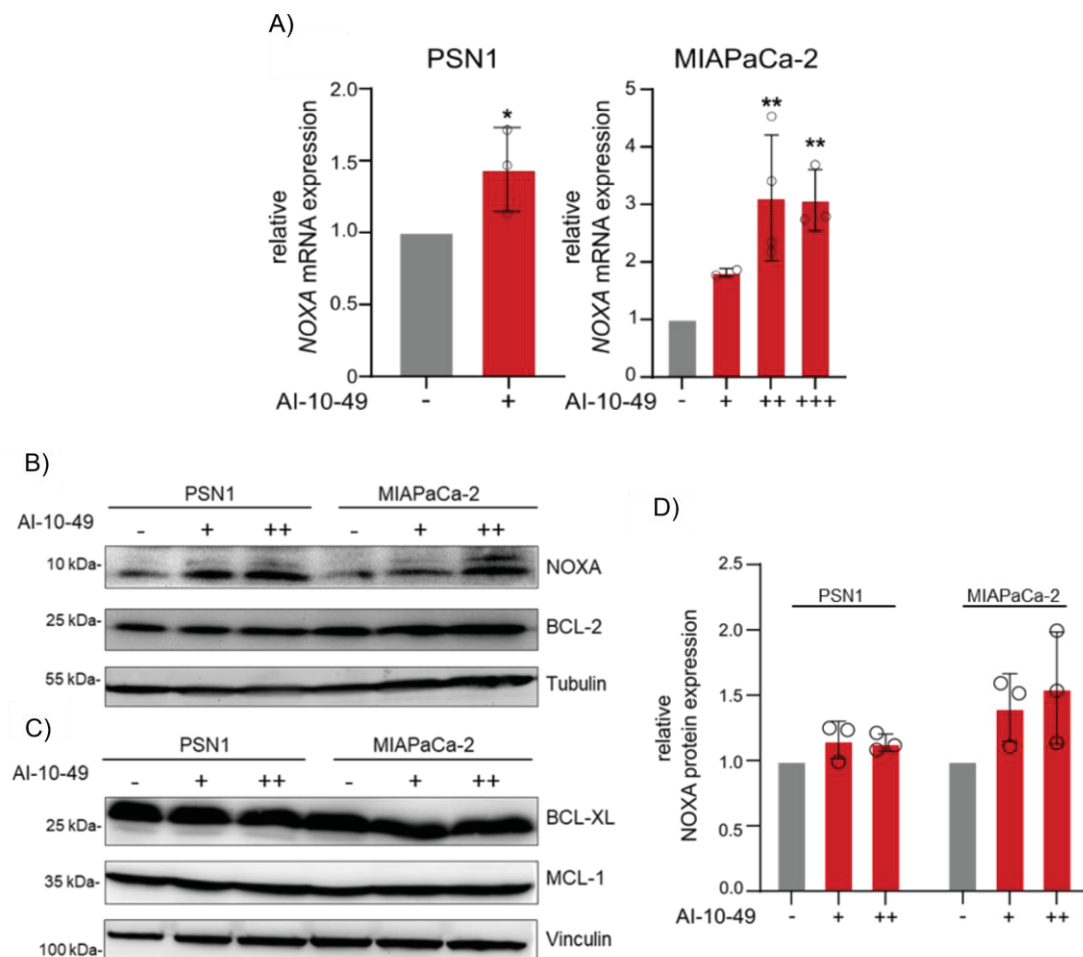 A)
PSN1
relative
NOXA mRNA expression
2.0
1.5
1.0
0.5
0
*
AI-10-49
- +
MIAPaCa-2
relative
NOXA mRNA expression
5
4
3
2
1
0
** **
AI-10-49
- + ++ +++
B)
PSN1 MIAPaCa-2
AI-10-49 - + ++ - + ++
10 kDa- NOXA
25 kDa- BCL-2
55 kDa- Tubulin
C)
PSN1 MIAPaCa-2
AI-10-49 - + ++ - + ++
25 kDa- BCL-XL
35 kDa- MCL-1
100 kDa- Vinculin
D)
relative
NOXA protein expression
2.5
2.0
1.5
1.0
0.5
0.0
PSN1 MIAPaCa-2
AI-10-49 - + ++ - + ++